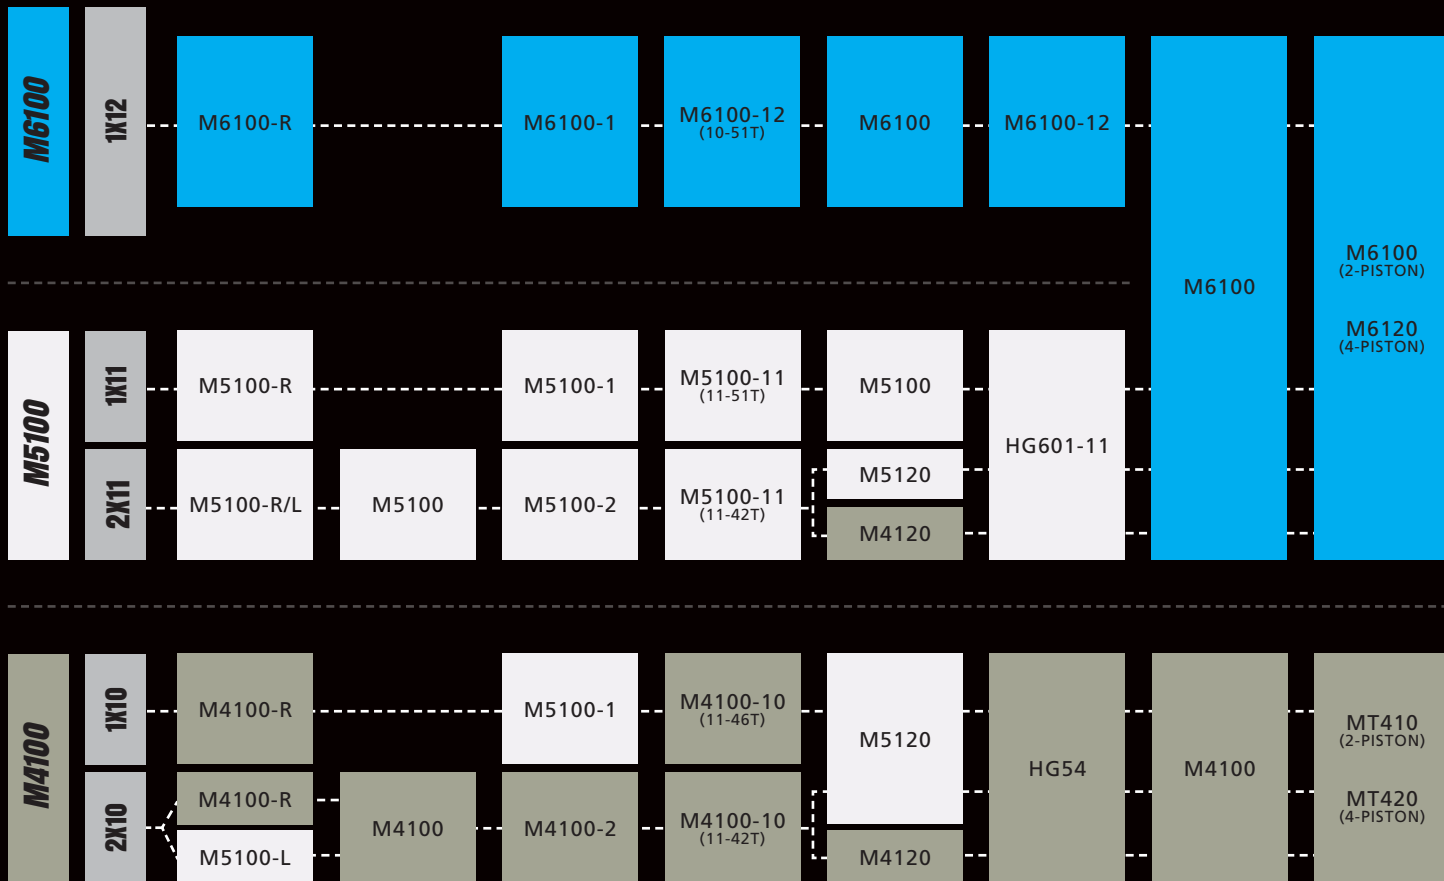 M6100
1X12
M6100-R
M6100-1
M6100-12
(10-51T)
M6100
M6100-12
M6100
M6100
(2-PISTON)
M6120
(4-PISTON)
M5100
1X11
M5100-R
M5100-1
M5100-11
(11-51T)
M5100
HG601-11
2X11
M5100-R/L
M5100
M5100-2
M5100-11
(11-42T)
M5120
M4120
M4100
1X10
M4100-R
M5100-1
M4100-10
(11-46T)
M5120
HG54
M4100
MT410
(2-PISTON)
MT420
(4-PISTON)
2X10
M4100-R
M5100-L
M4100
M4100-2
M4100-10
(11-42T)
M4120